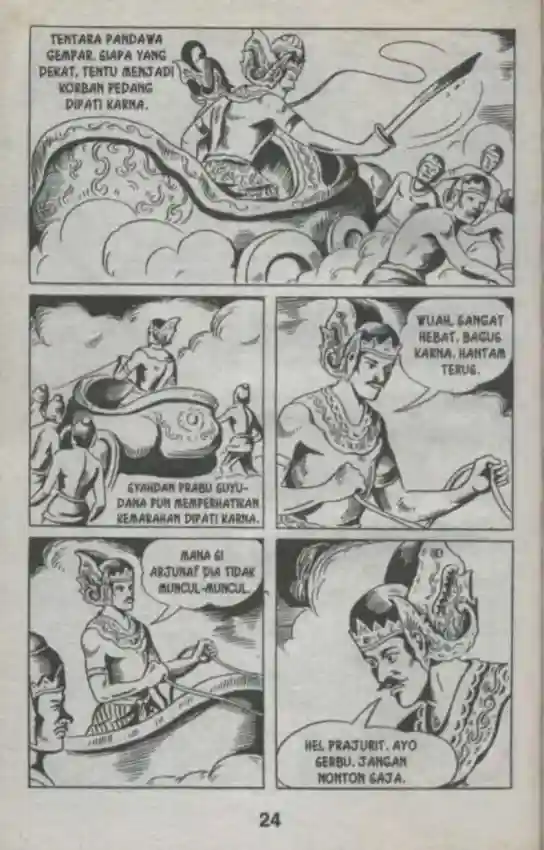 TENTARA PANDAWA
GEMPAR. SIAPA YANG
DEKAT, TENTU MENJADI
KORBAN PEDANG
DIPATI KARNA.
WUAH, SANGAT
HEBAT. BAGUS
KARNA. HANTAM
TERUS.
SYAHDAN PRABU SUYU-
DANA PUN MEMPERHATIKAN
KEMARAHAN DIPATI KARNA.
MANA SI
ARJUNA? DIA TIDAK
MUNCUL-MUNCUL.
HEI, PRAJURIT. AYO
SERBU. JANGAN
NONTON SAJA.
24